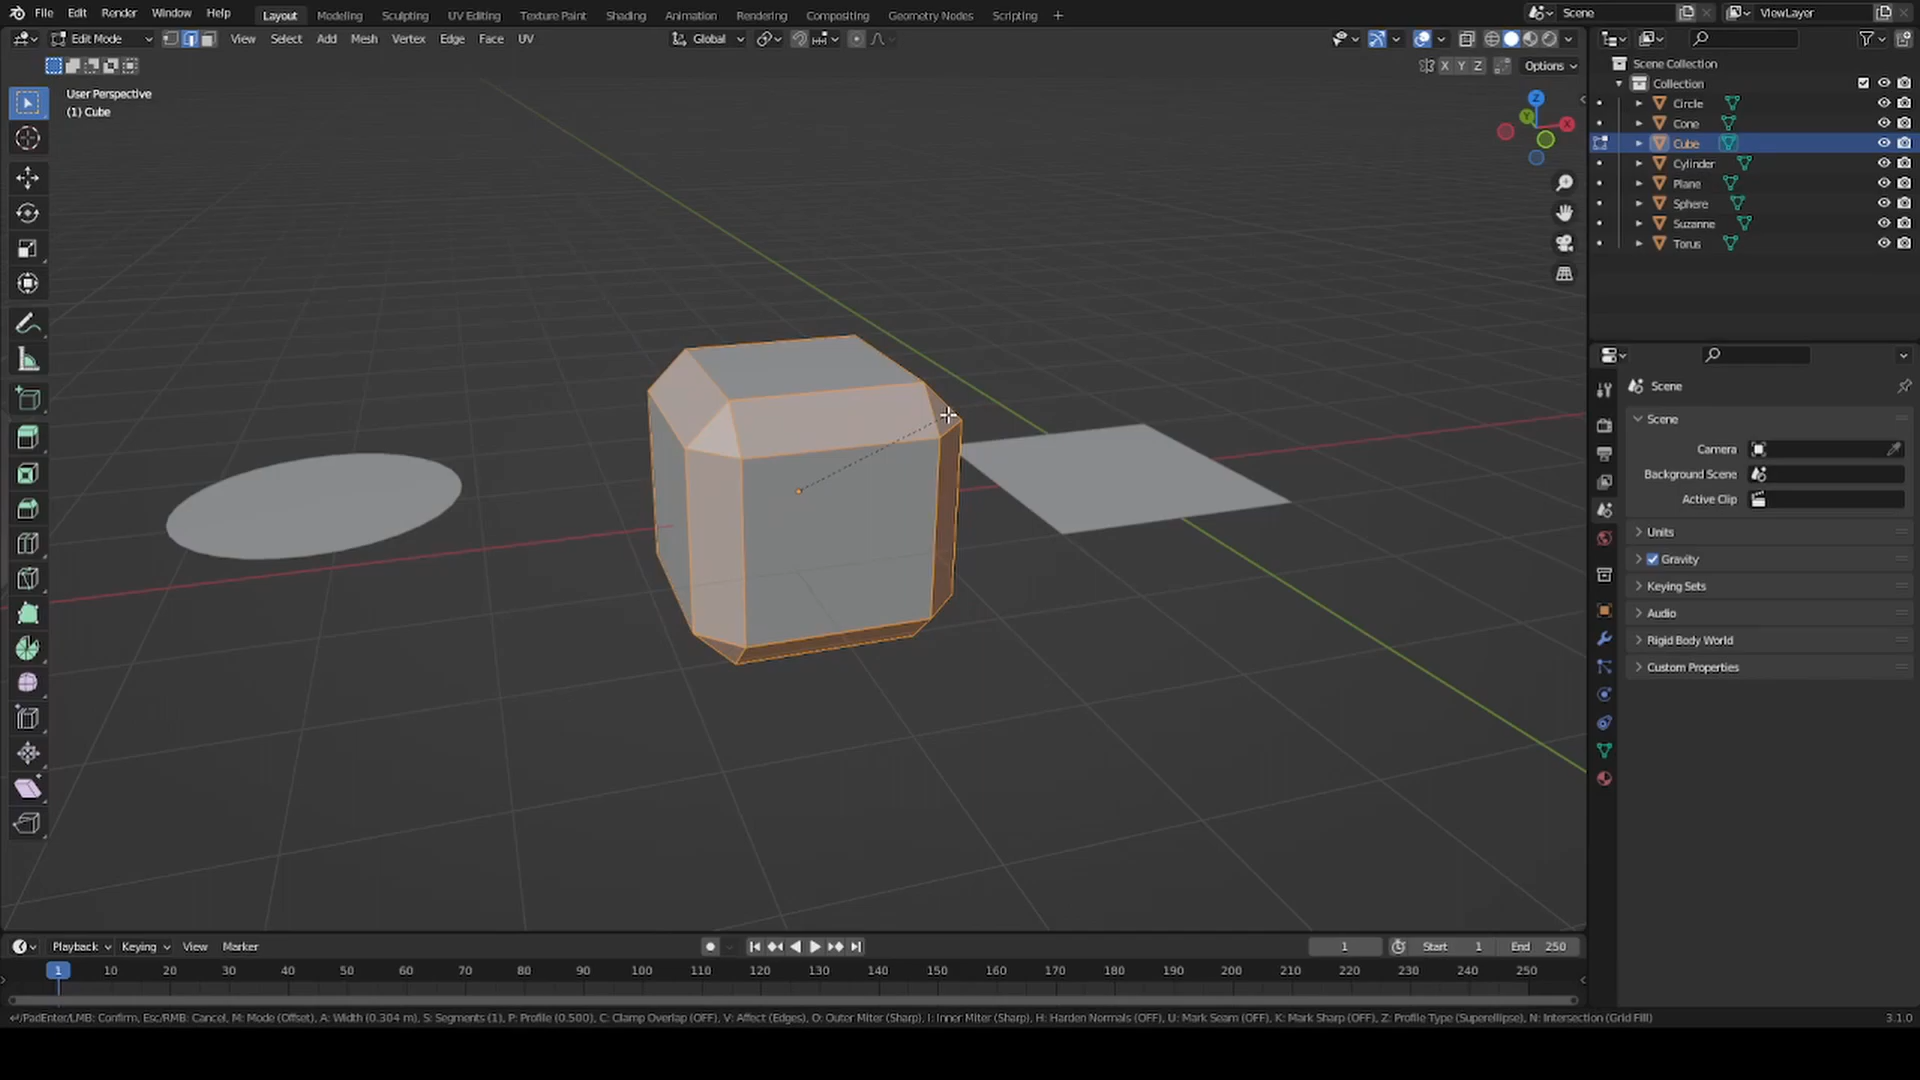 File Edit Render Window Help Layout Modeling Sculpting UV Editing Texture Paint Shading Animation Rendering Compositing Geometry Nodes Scripting + Scene ViewLayer
Edit Mode View Select Add Mesh Vertex Edge Face UV Global
X Y Z Options
User Perspective
(1) Cube
Z
Y
X
Scene Collection
Collection
Circle
Cone
Cube
Cylinder
Plane
Sphere
Suzanne
Torus
Scene
Scene
Camera
Background Scene
Active Clip
Units
Gravity
Keying Sets
Audio
Rigid Body World
Custom Properties
Playback Keying View Marker 1 Start 1 End 250
1 10 20 30 40 50 60 70 80 90 100 110 120 130 140 150 160 170 180 190 200 210 220 230 240 250
/PadEnter/LMB: Confirm, Esc/RMB: Cancel, M: Mode (Offset), A: Width (0.304 m), S: Segments (1), P: Profile (0.500), C: Clamp Overlap (OFF), V: Affect (Edges), O: Outer Miter (Sharp), I: Inner Miter (Sharp), H: Harden Normals (OFF), U: Mark Seam (OFF), K: Mark Sharp (OFF), Z: Profile Type (Superellipse), N: Intersection (Grid Fill) 3.1.0